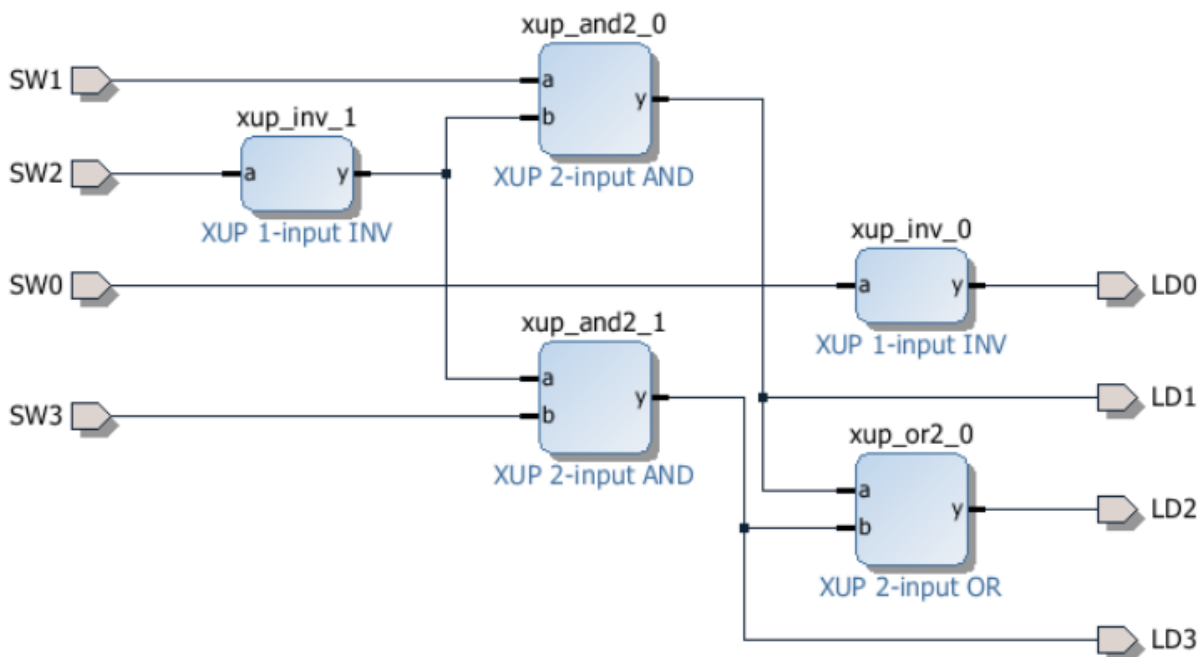 xup_and2_0
SW1
a
y
b
xup_inv_1
SW2
a
y
XUP 2-input AND
XUP 1-input INV
xup_inv_0
SW0
a
y
LD0
xup_and2_1
XUP 1-input INV
a
y
LD1
SW3
b
xup_or2_0
XUP 2-input AND
a
y
LD2
b
XUP 2-input OR
LD3